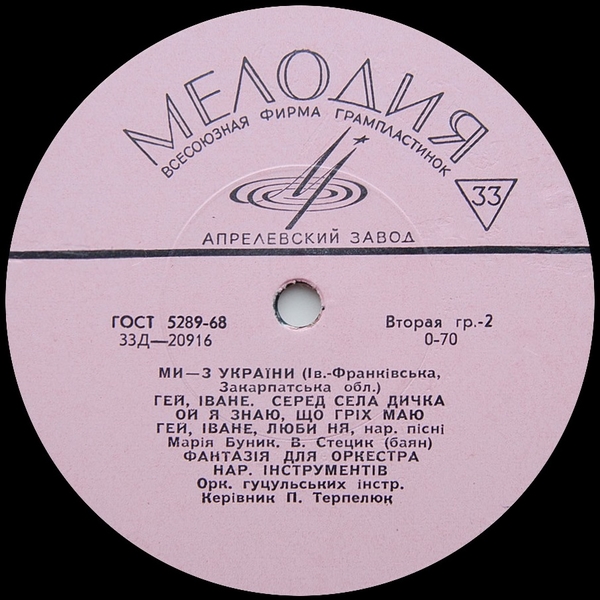 МЕЛОДИЯ
ВСЕСОЮЗНАЯ ФИРМА ГРАМПЛАСТИНОК
33
АПРЕЛЕВСКИЙ ЗАВОД
ГОСТ 5289-68
Вторая гр.-2
33Д—20916
0-70
МИ—З УКРАЇНИ (Ів.-Франківська,
Закарпатська обл.)
ГЕЙ, ІВАНЕ. СЕРЕД СЕЛА ДИЧКА
ОЙ Я ЗНАЮ, ЩО ГРІХ МАЮ
ГЕЙ, ІВАНЕ, ЛЮБИ НЯ, нар. пісні
Марія Буник. В. Стецик (баян)
ФАНТАЗІЯ ДЛЯ ОРКЕСТРА
НАР. ІНСТРУМЕНТІВ
Орк. гуцульських інстр.
Керівник П. Терпелюк